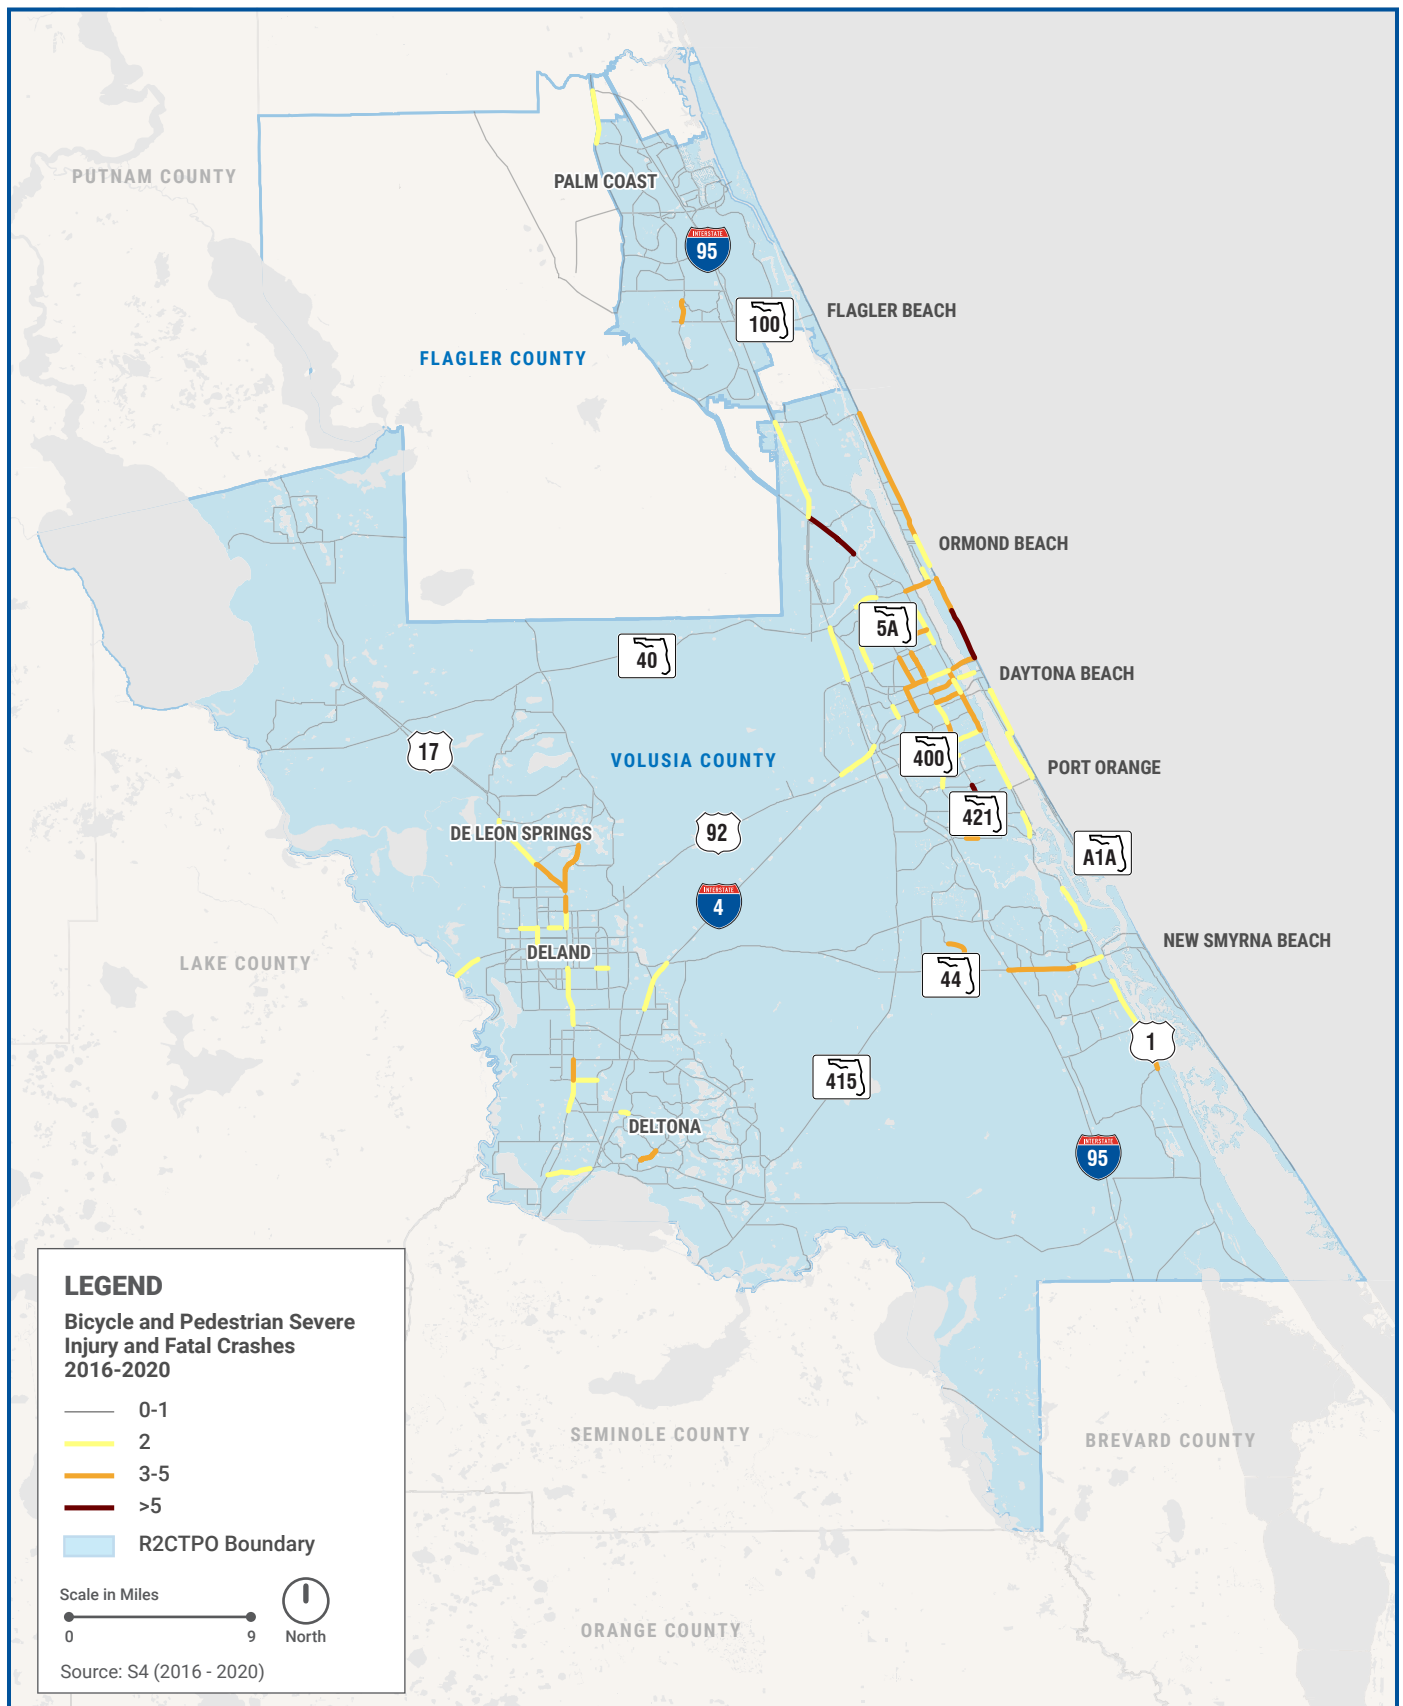 PUTNAM COUNTY
PALM COAST
INTERSTATE
95
100
FLAGLER BEACH
FLAGLER COUNTY
ORMOND BEACH
5A
40
DAYTONA BEACH
17
VOLUSIA COUNTY
400
PORT ORANGE
421
92
DE LEON SPRINGS
A1A
INTERSTATE
4
NEW SMYRNA BEACH
DELAND
LAKE COUNTY
44
1
415
DELTONA
INTERSTATE
95
LEGEND
Bicycle and Pedestrian Severe
Injury and Fatal Crashes
2016-2020
0-1
2
3-5
>5
R2CTPO Boundary
Scale in Miles
0 9
North
Source: S4 (2016 - 2020)
SEMINOLE COUNTY
BREVARD COUNTY
ORANGE COUNTY